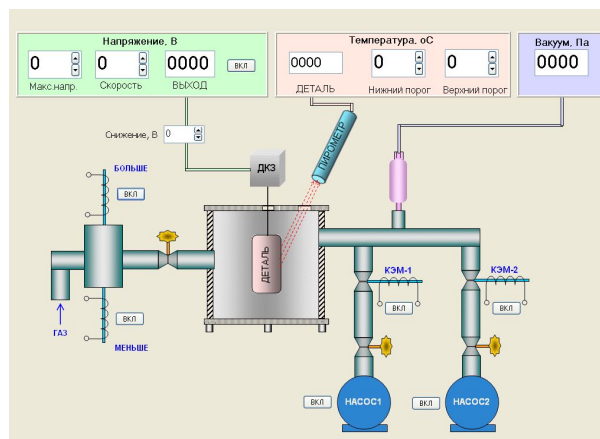 Напряжение, В
0
0
0000
ВКЛ
Макс.напр.
Скорость
ВЫХОД
Температура, оС
0000
0
0
ДЕТАЛЬ
Нижний порог
Верхний порог
Вакуум, Па
0000
Снижение, В
0
ПИРОМЕТР
ДКЗ
БОЛЬШЕ
ВКЛ
ДЕТАЛЬ
КЭМ-1
КЭМ-2
ВКЛ
ВКЛ
ВКЛ
ГАЗ
МЕНЬШЕ
ВКЛ
НАСОС1
ВКЛ
НАСОС2